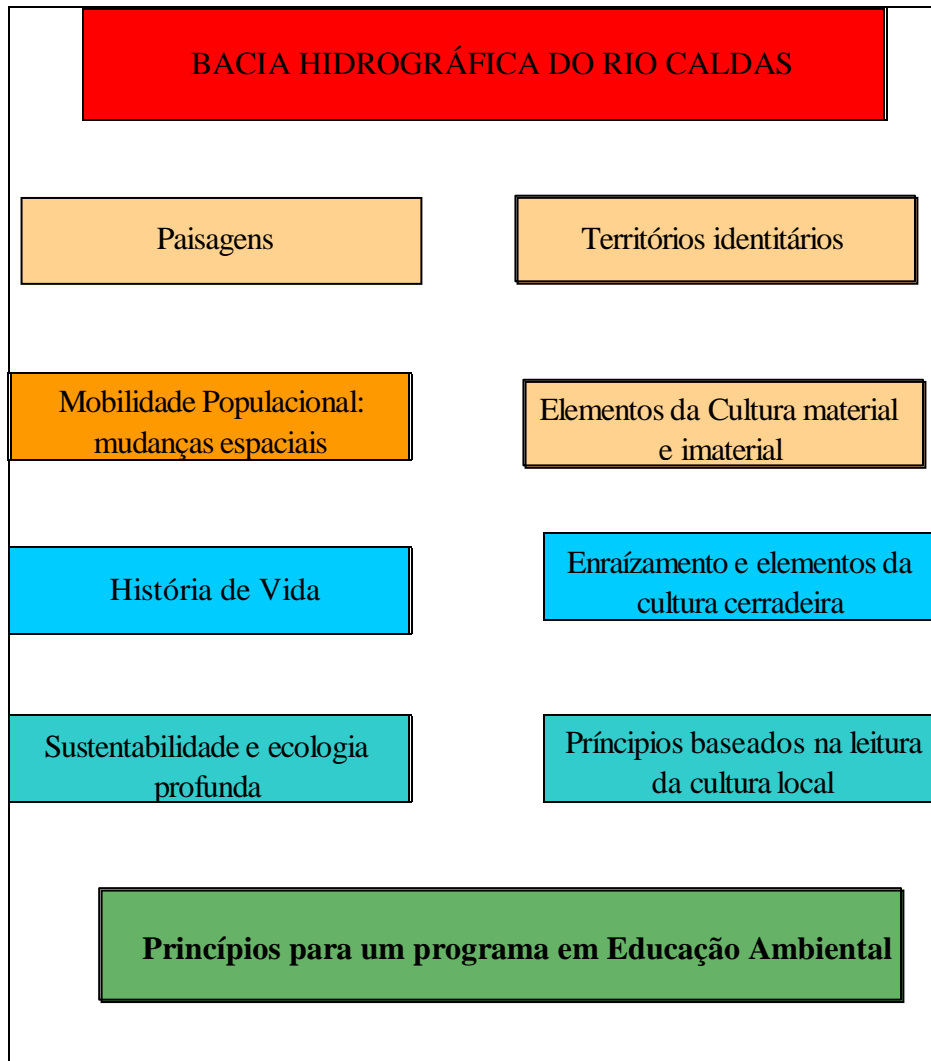 BACIA HIDROGRÁFICA DO RIO CALDAS
Paisagens
Territórios identitários
Mobilidade Populacional:
mudanças espaciais
Elementos da Cultura material
e imaterial
História de Vida
Enraízamento e elementos da
cultura cerradeira
Sustentabilidade e ecologia
profunda
Príncipios baseados na leitura
da cultura local
Princípios para um programa em Educação Ambiental